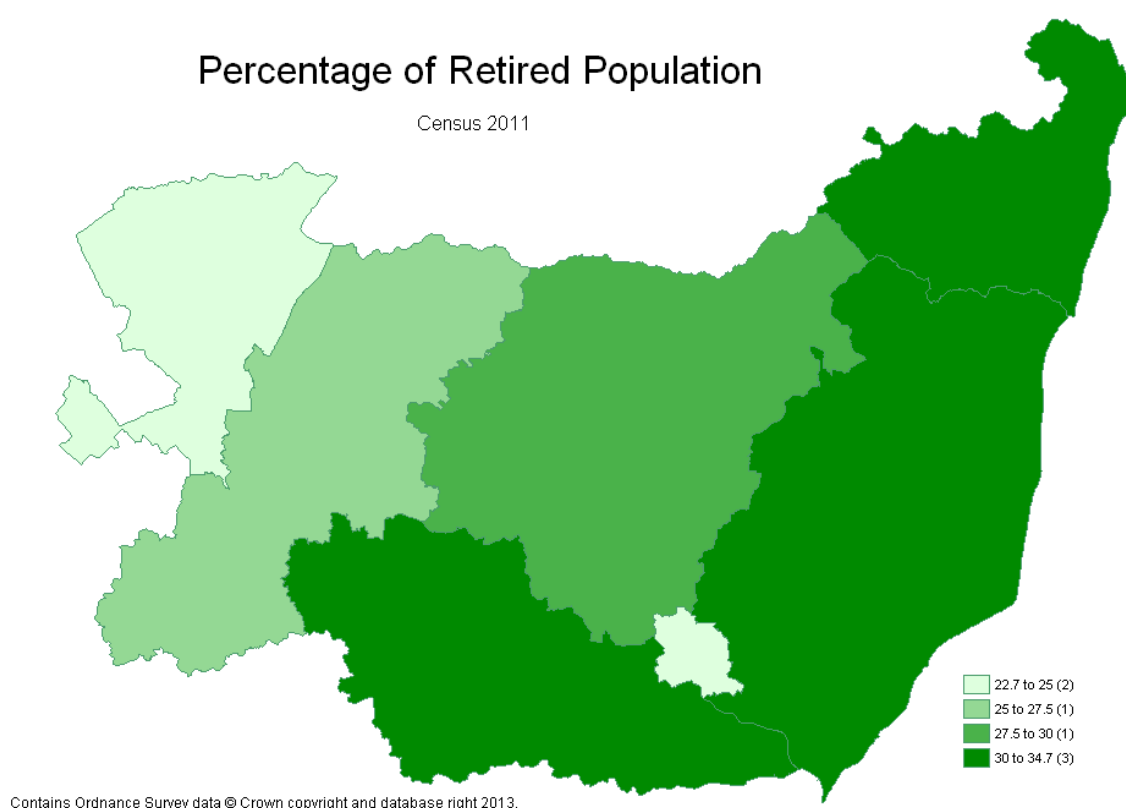 Percentage of Retired Population
Census 2011
22.7 to 25 (2)
25 to 27.5 (1)
27.5 to 30 (1)
30 to 34.7 (3)
Contains Ordnance Survey data © Crown copyright and database right 2013.